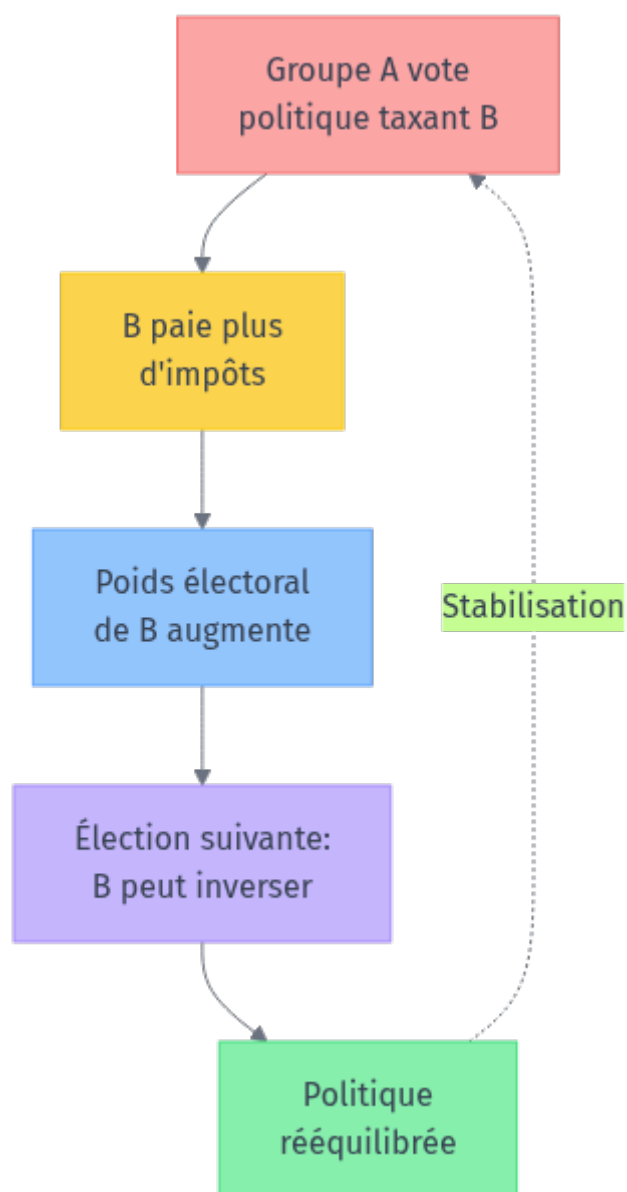 Groupe A vote
politique taxant B
B paie plus
d'impôts
Poids électoral
de B augmente
Stabilisation
Élection suivante:
B peut inverser
Politique
rééquilibrée